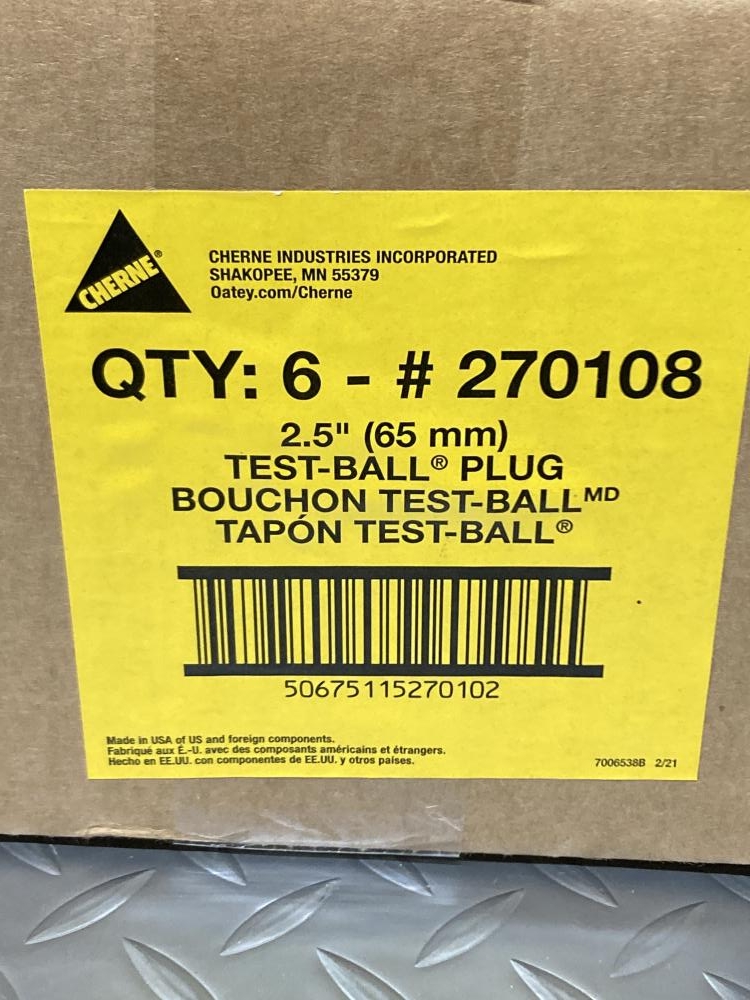 CHERNE®
CHERNE INDUSTRIES INCORPORATED
SHAKOPEE, MN 55379
Oatey.com/Cherne
QTY: 6 - # 270108
2.5" (65 mm)
TEST-BALL® PLUG
BOUCHON TEST-BALL MD
TAPÓN TEST-BALL®
50675115270102
Made in USA of US and foreign components.
Fabriqué aux É.-U. avec des composants américains et étrangers.
Hecho en EE.UU. con componentes de EE.UU. y otros países.
7006538B 2/21